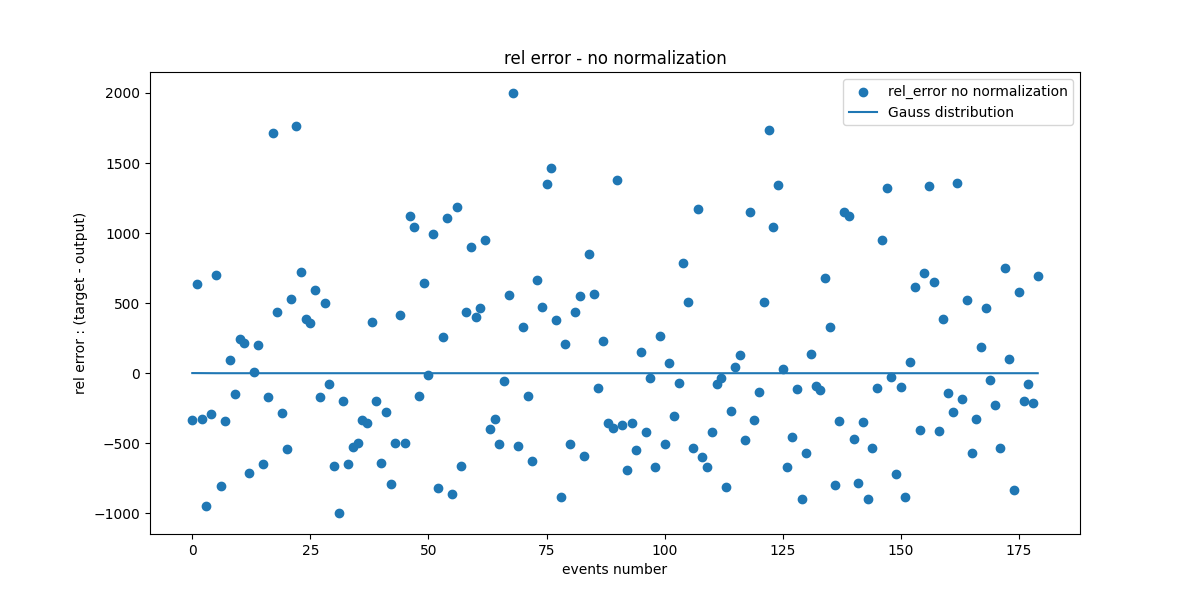 rel error - no normalization
rel_error no normalization
Gauss distribution
2000
1500
1000
500
0
−500
−1000
rel error : (target - output)
0 25 50 75 100 125 150 175
events number